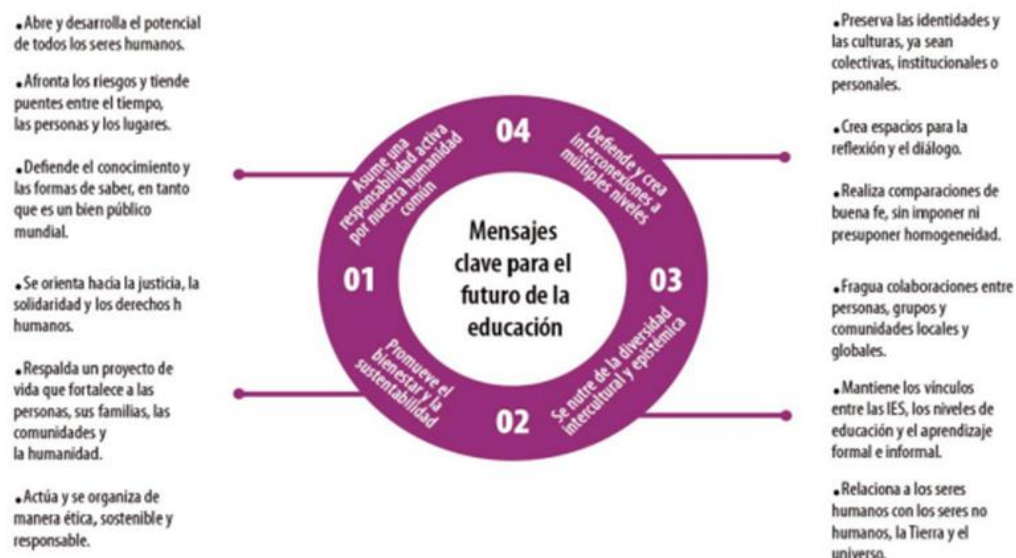 •Abre y desarrolla el potencial
de todos los seres humanos.
•Afronta los riesgos y tiende
puentes entre el tiempo,
las personas y los lugares.
•Defiende el conocimiento y
las formas de saber, en tanto
que es un bien público
mundial.
•Se orienta hacia la justicia, la
solidaridad y los derechos h
humanos.
•Respalda un proyecto de
vida que fortalece a las
personas, sus familias, las
comunidades y
la humanidad.
•Actúa y se organiza de
manera ética, sostenible y
responsable.
Mensajes
clave para el
futuro de la
educación
01
Asume una
responsabilidad activa
por nuestra humanidad
común
02
Promueve el
bienestar y la
sustentabilidad
03
Se nutre de la diversidad
intercultural y epistémica
04
Defiende y crea
interconexiones a
múltiples niveles
•Preserva las identidades y
las culturas, ya sean
colectivas, institucionales o
personales.
•Crea espacios para la
reflexión y el diálogo.
•Realiza comparaciones de
buena fe, sin imponer ni
presuponer homogeneidad.
•Fragua colaboraciones entre
personas, grupos y
comunidades locales y
globales.
•Mantiene los vínculos
entre las IES, los niveles de
educación y el aprendizaje
formal e informal.
•Relaciona a los seres
humanos con los seres no
humanos, la Tierra y el
universo.